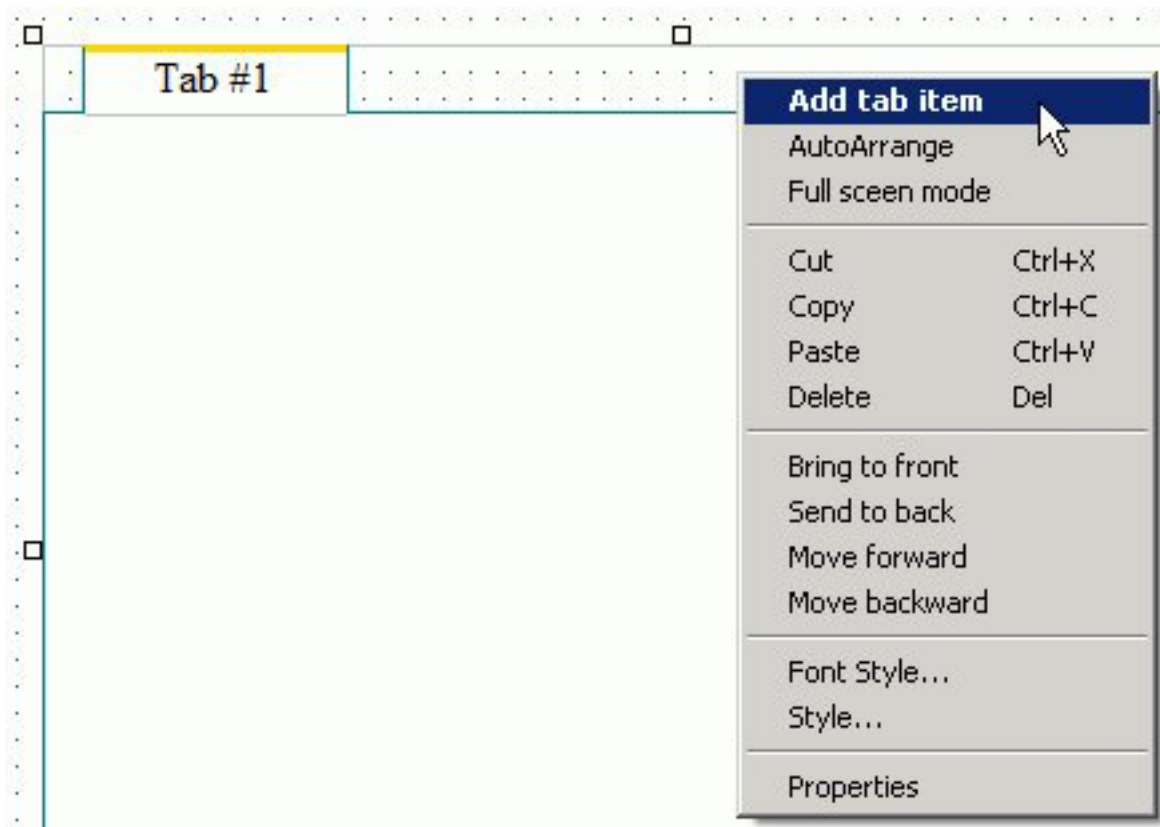 Tab #1
Add tab item
AutoArrange
Full sceen mode
Cut Ctrl+X
Copy Ctrl+C
Paste Ctrl+V
Delete Del
Bring to front
Send to back
Move forward
Move backward
Font Style...
Style...
Properties